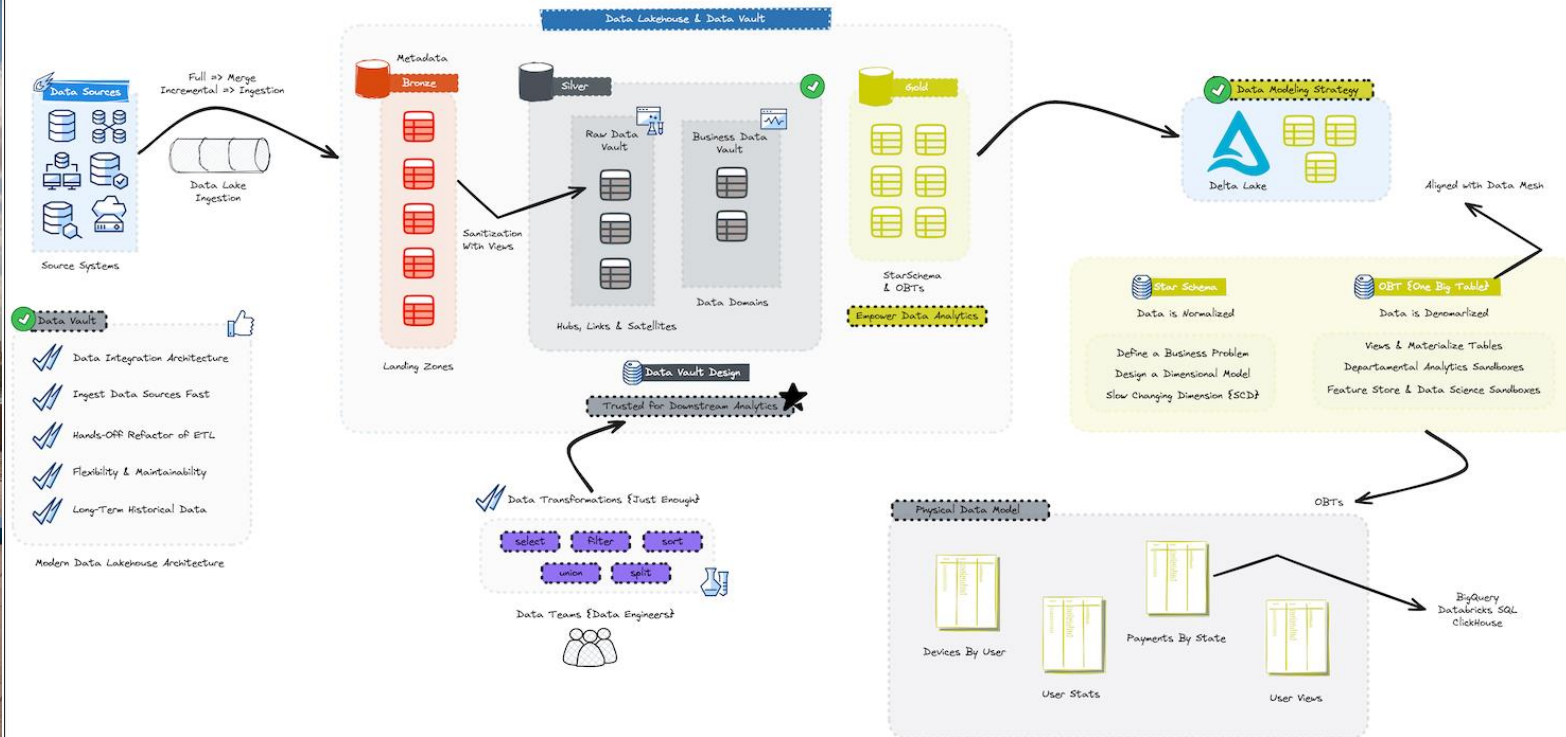 Data Lakehouse & Data Vault
Data Sources
Source Systems
Full => Merge
Incremental => Ingestion
Data Lake
Ingestion
Metadata
Bronze
Landing Zones
Sanitization
With Views
Silver
Raw Data
Vault
Business Data
Vault
Data Domains
Hubs, Links & Satellites
Gold
StarSchema
& OBTs
Empower Data Analytics
Data Vault Design
Trusted for Downstream Analytics
Data Modeling Strategy
Delta Lake
Aligned with Data Mesh
Star Schema
Data is Normalized
Define a Business Problem
Design a Dimensional Model
Slow Changing Dimension {SCD}
OBT {One Big Table}
Data is Denomarlized
Views & Materialize Tables
Departamental Analytics Sandboxes
Feature Store & Data Science Sandboxes
Data Vault
Data Integration Architecture
Ingest Data Sources Fast
Hands-Off Refactor of ETL
Flexibility & Maintainability
Long-Term Historical Data
Modern Data Lakehouse Architecture
Data Transformations {Just Enough}
select
filter
sort
union
split
Data Teams {Data Engineers}
OBTs
Physical Data Model
Devices By User
User Stats
Payments By State
User Views
BigQuery
Databricks SQL
ClickHouse